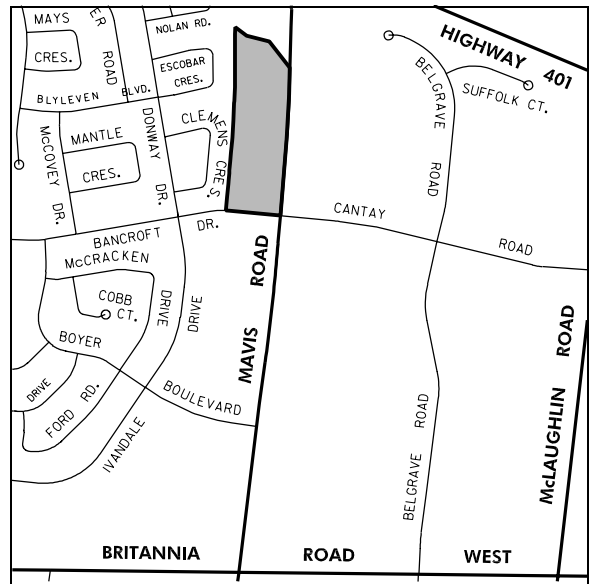 MAYS
CRES.
ER ROAD
NOLAN RD.
ESCOBAR
CRES.
BLYLEVEN BLVD.
McCOVEY DR.
MANTLE
CRES.
DONWAY DR.
CLEMENS CRES.
BANCROFT DR.
McCRACKEN DRIVE
COBB
CT.
BOYER BOULEVARD
DRIVE
FORD RD.
IVANDALE DRIVE
MAVIS ROAD
HIGHWAY 401
BELGRAVE ROAD
SUFFOLK CT.
CANTAY ROAD
BELGRAVE ROAD
McLAUGHLIN ROAD
BRITANNIA ROAD WEST